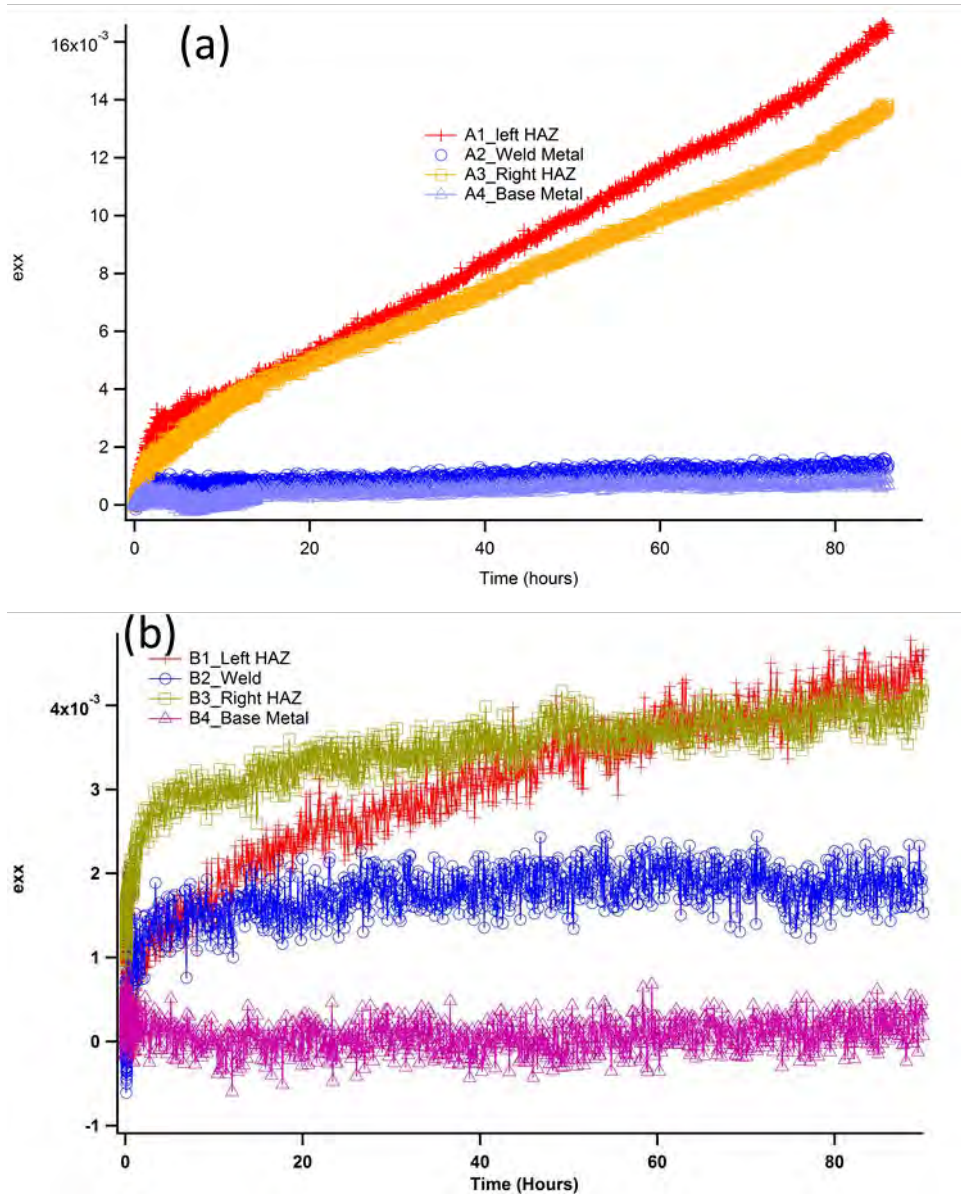 (a)
16x10⁻³
14
12
10
8
6
4
2
0
exx
A1_left HAZ
A2_Weld Metal
A3_Right HAZ
A4_Base Metal
0 20 40 60 80
Time (hours)
(b)
B1_Left HAZ
B2_Weld
B3_Right HAZ
B4_Base Metal
4x10⁻³
3
2
1
0
-1
exx
0 20 40 60 80
Time (Hours)